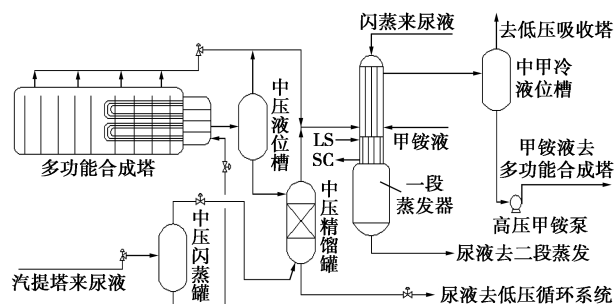 闪蒸来尿液
去低压吸收塔
中甲冷
液位槽
中压液位槽
多功能合成塔
LS
SC
甲铵液
甲铵液去
多功能合成塔
一段
蒸发器
高压甲铵泵
中压精馏罐
中压闪蒸罐
尿液去二段蒸发
汽提塔来尿液
尿液去低压循环系统